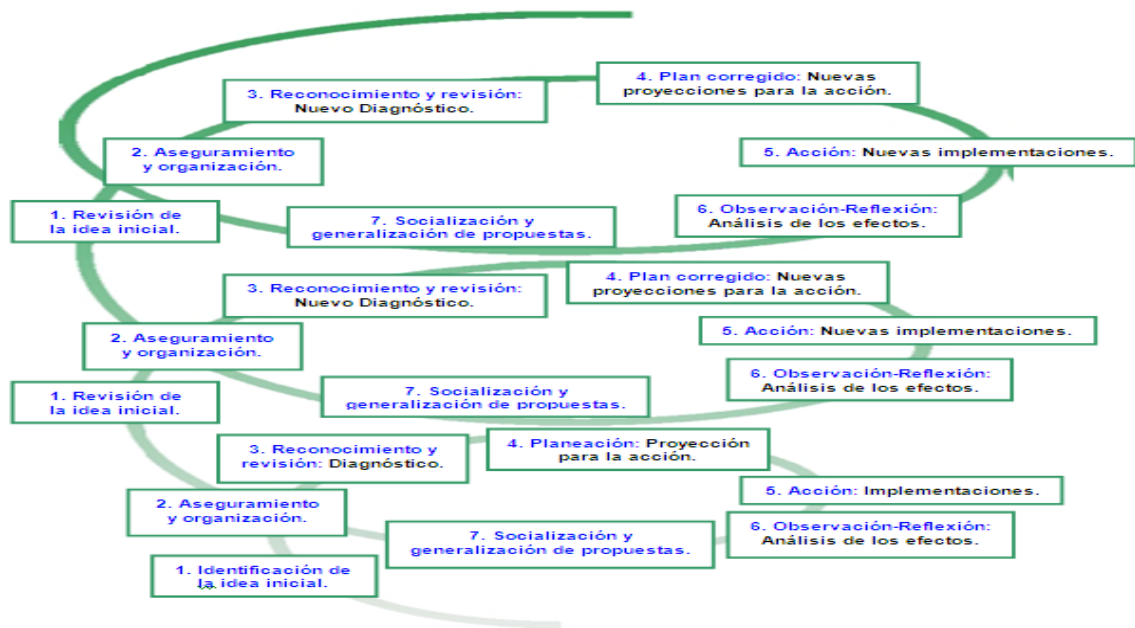 4. Plan corregido: Nuevas
proyecciones para la acción.
3. Reconocimiento y revisión:
Nuevo Diagnóstico.
2. Aseguramiento
y organización.
5. Acción: Nuevas implementaciones.
1. Revisión de
la idea inicial.
7. Socialización y
generalización de propuestas.
6. Observación-Reflexión:
Análisis de los efectos.
4. Plan corregido: Nuevas
proyecciones para la acción.
3. Reconocimiento y revisión:
Nuevo Diagnóstico.
2. Aseguramiento
y organización.
5. Acción: Nuevas implementaciones.
1. Revisión de
la idea inicial.
7. Socialización y
generalización de propuestas.
6. Observación-Reflexión:
Análisis de los efectos.
3. Reconocimiento y
revisión: Diagnóstico.
4. Planeación: Proyección
para la acción.
5. Acción: Implementaciones.
2. Aseguramiento
y organización.
7. Socialización y
generalización de propuestas.
6. Observación-Reflexión:
Análisis de los efectos.
1. Identificación de
la idea inicial.